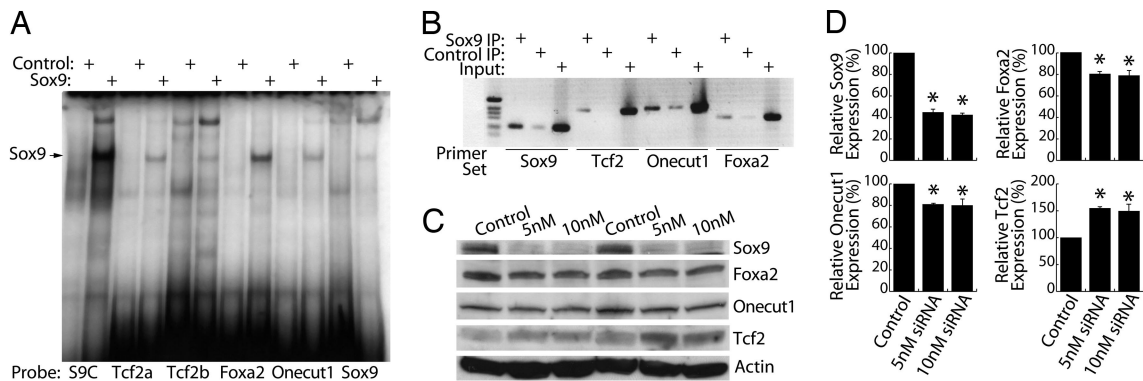 A
Control: + + + + + +
Sox9: + + + + + +
Sox9
Probe: S9C Tcf2a Tcf2b Foxa2 Onecut1 Sox9
B
Sox9 IP: + + + +
Control IP: + + + +
Input: + + + +
Primer Set
Sox9 Tcf2 Onecut1 Foxa2
C
Control 5nM 10nM Control 5nM 10nM
Sox9
Foxa2
Onecut1
Tcf2
Actin
D
Relative Sox9 Expression (%)
100
80
60
40
20
0
* *
Relative Foxa2 Expression (%)
100
80
60
40
20
0
* *
Relative Onecut1 Expression (%)
100
80
60
40
20
0
* *
Control
5nM siRNA
10nM siRNA
Relative Tcf2 Expression (%)
200
150
100
50
0
* *
Control
5nM siRNA
10nM siRNA